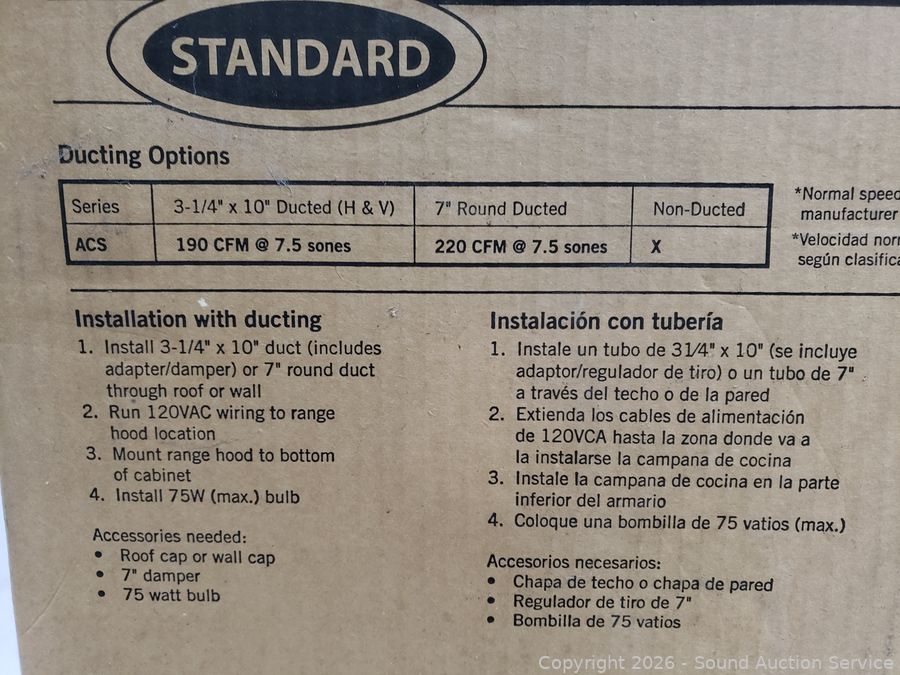 STANDARD
Ducting Options
Series 3-1/4" x 10" Ducted (H & V) 7" Round Ducted Non-Ducted
ACS 190 CFM @ 7.5 sones 220 CFM @ 7.5 sones X
*Normal speed
manufacturer
*Velocidad
según
Installation with ducting
1. Install 3-1/4" x 10" duct (includes
adapter/damper) or 7" round duct
through roof or wall
2. Run 120VAC wiring to range
hood location
3. Mount range hood to bottom
of cabinet
4. Install 75W (max.) bulb
Accessories needed:
• Roof cap or wall cap
• 7" damper
• 75 watt bulb
Instalación con tubería
1. Instale un tubo de 31/4" x 10" (se incluye
adaptor/regulador de tiro) o un tubo de 7"
a través del techo o de la pared
2. Extienda los cables de alimentación
de 120VCA hasta la zona donde va a
la instalarse la campana de cocina
3. Instale la campana de cocina en la parte
inferior del armario
4. Coloque una bombilla de 75 vatios (max.)
Accesorios necesarios:
• Chapa de techo o chapa de pared
• Regulador de tiro de 7"
• Bombilla de 75 vatios
Copyright 2026 - Sound Auction Service